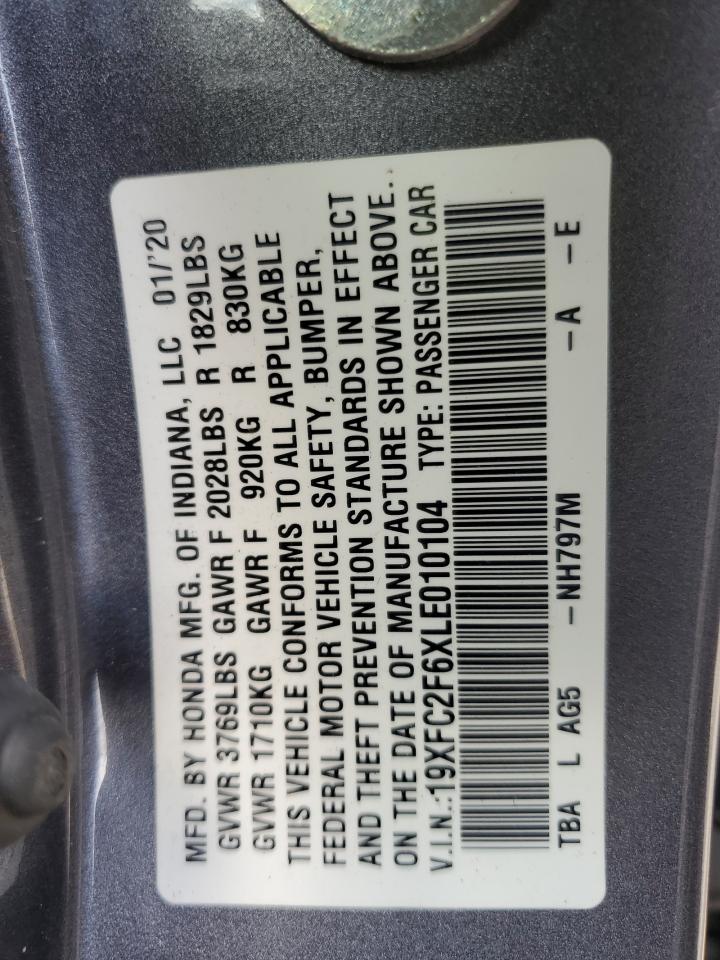 MFD. BY HONDA MFG. OF INDIANA, LLC 01/'20
GVWR 3769LBS GAWR F 2028LBS R 1829LBS
GVWR 1710KG GAWR F 920KG R 830KG
THIS VEHICLE CONFORMS TO ALL APPLICABLE
FEDERAL MOTOR VEHICLE SAFETY, BUMPER,
AND THEFT PREVENTION STANDARDS IN EFFECT
ON THE DATE OF MANUFACTURE SHOWN ABOVE..
V.I.N.:19XFC2F6XLE010104 TYPE: PASSENGER CAR
TBA L AG5 -NH797M -A -E